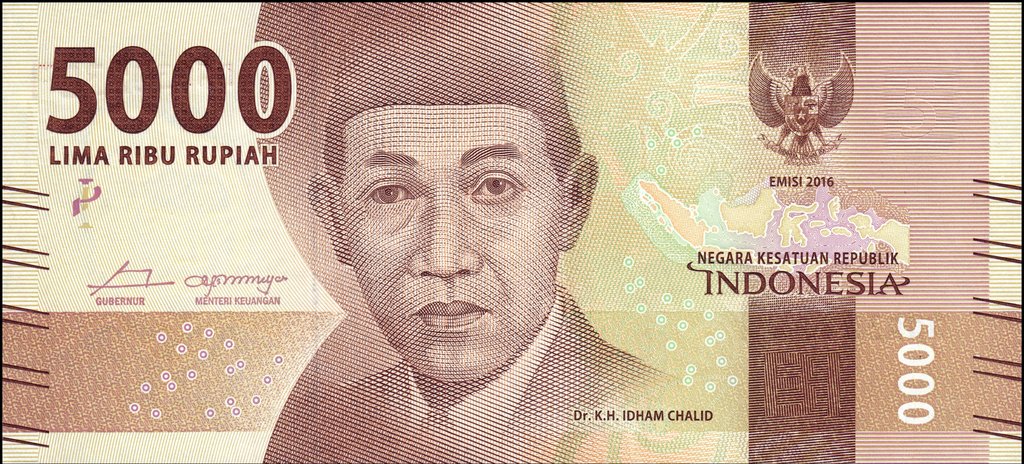 5000
LIMA RIBU RUPIAH
GUBERNUR
MENTERI KEUANGAN
EMISI 2016
NEGARA KESATUAN REPUBLIK
INDONESIA
5000
Dr. K.H. IDHAM CHALID